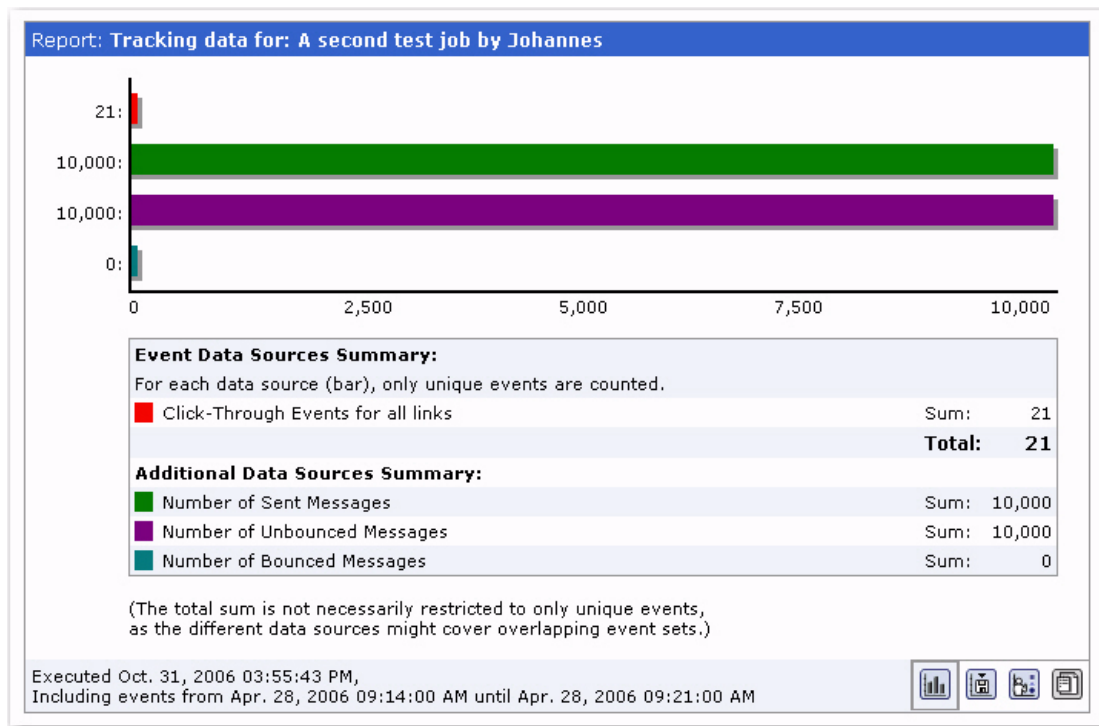 Report: Tracking data for: A second test job by Johannes
21:
10,000:
10,000:
0:
0 2,500 5,000 7,500 10,000
Event Data Sources Summary:
For each data source (bar), only unique events are counted.
Click-Through Events for all links Sum: 21
Total: 21
Additional Data Sources Summary:
Number of Sent Messages Sum: 10,000
Number of Unbounced Messages Sum: 10,000
Number of Bounced Messages Sum: 0
(The total sum is not necessarily restricted to only unique events,
as the different data sources might cover overlapping event sets.)
Executed Oct. 31, 2006 03:55:43 PM,
Including events from Apr. 28, 2006 09:14:00 AM until Apr. 28, 2006 09:21:00 AM